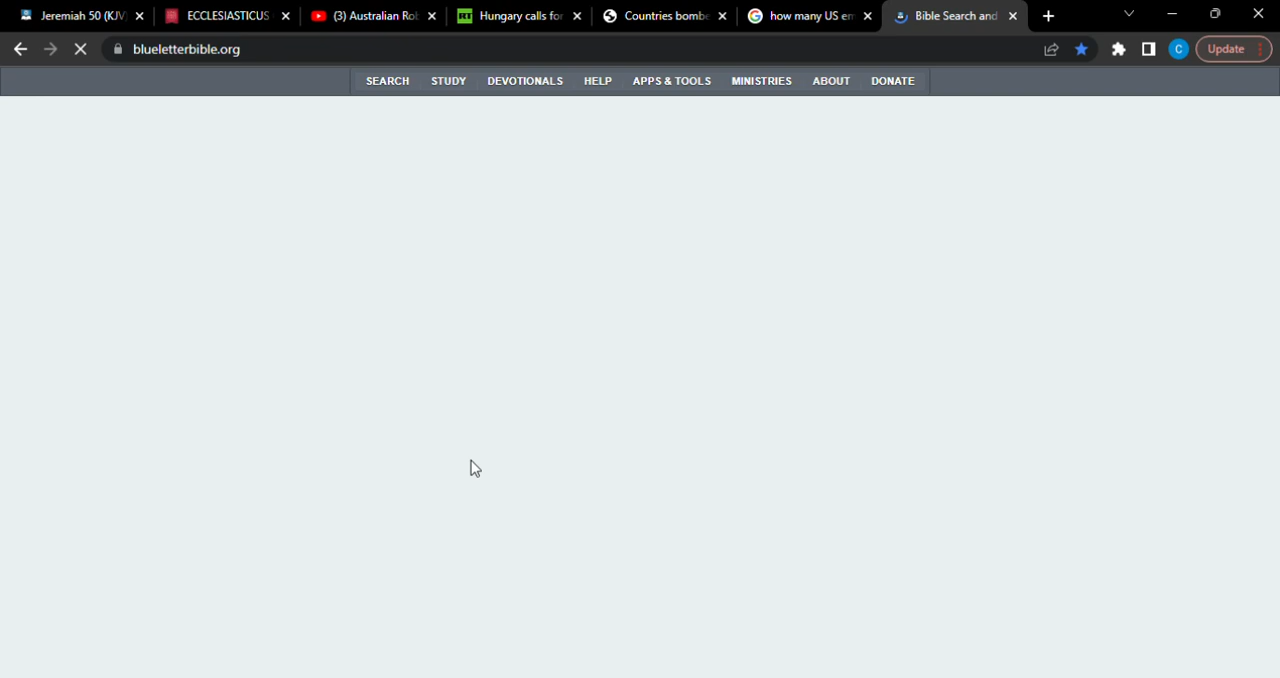 Jeremiah 50 (KJV)
ECCLESIASTICUS
(3) Australian Ro
Hungary calls for
Countries bombe
how many US em
Bible Search and
blueletterbible.org
C
Update
SEARCH STUDY DEVOTIONALS HELP APPS & TOOLS MINISTRIES ABOUT DONATE